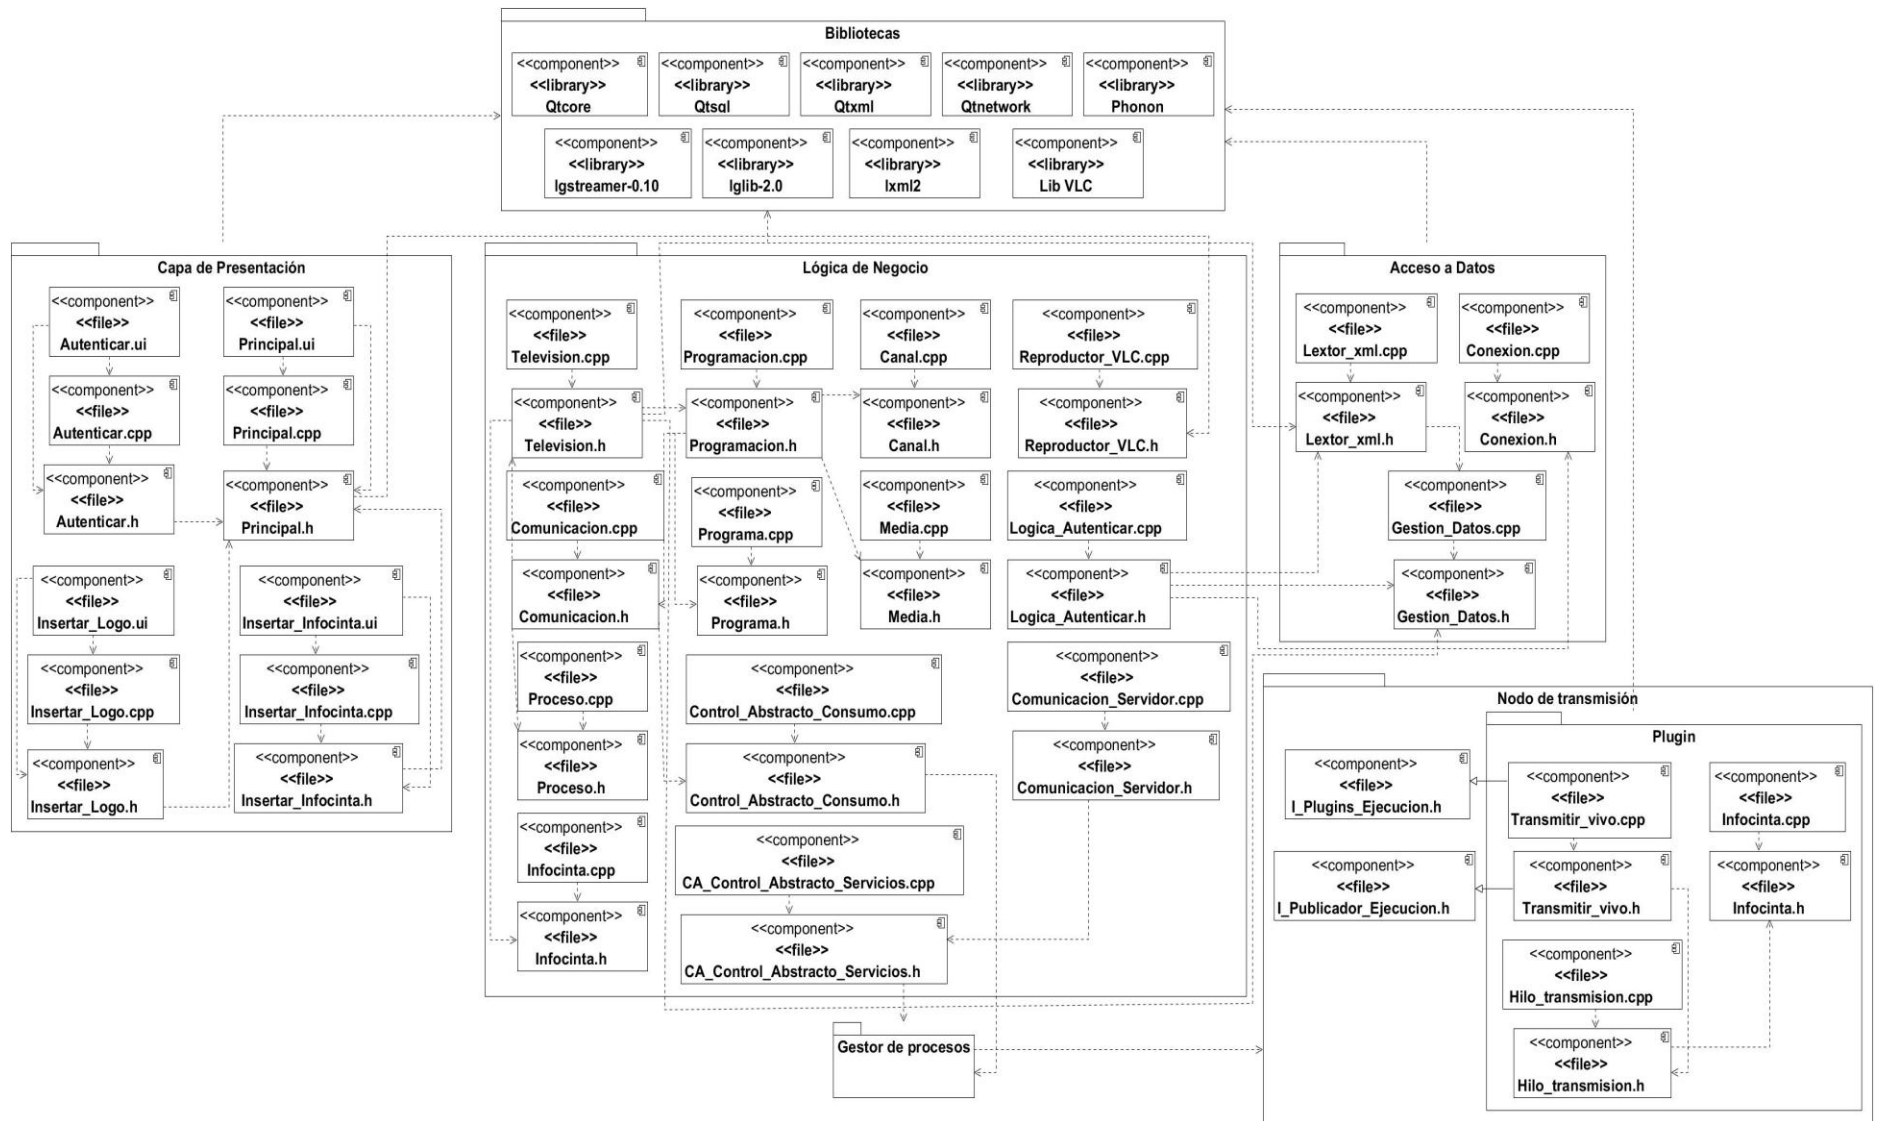 Bibliotecas
<<component>>
<<library>>
Qtcore
<<component>>
<<library>>
Qtsql
<<component>>
<<library>>
Qtxml
<<component>>
<<library>>
Qtnetwork
<<component>>
<<library>>
Phonon
<<component>>
<<library>>
lgstreamer-0.10
<<component>>
<<library>>
lglib-2.0
<<component>>
<<library>>
lxml2
<<component>>
<<library>>
Lib VLC
Capa de Presentación
<<component>>
<<file>>
Autenticar.ui
<<component>>
<<file>>
Principal.ui
<<component>>
<<file>>
Autenticar.cpp
<<component>>
<<file>>
Principal.cpp
<<component>>
<<file>>
Autenticar.h
<<component>>
<<file>>
Principal.h
<<component>>
<<file>>
Insertar_Logo.ui
<<component>>
<<file>>
Insertar_Infocinta.ui
<<component>>
<<file>>
Insertar_Logo.cpp
<<component>>
<<file>>
Insertar_Infocinta.cpp
<<component>>
<<file>>
Insertar_Logo.h
<<component>>
<<file>>
Insertar_Infocinta.h
Lógica de Negocio
<<component>>
<<file>>
Television.cpp
<<component>>
<<file>>
Programacion.cpp
<<component>>
<<file>>
Canal.cpp
<<component>>
<<file>>
Reproductor_VLC.cpp
<<component>>
<<file>>
Television.h
<<component>>
<<file>>
Programacion.h
<<component>>
<<file>>
Canal.h
<<component>>
<<file>>
Reproductor_VLC.h
<<component>>
<<file>>
Comunicacion.cpp
<<component>>
<<file>>
Programa.cpp
<<component>>
<<file>>
Media.cpp
<<component>>
<<file>>
Logica_Autenticar.cpp
<<component>>
<<file>>
Comunicacion.h
<<component>>
<<file>>
Programa.h
<<component>>
<<file>>
Media.h
<<component>>
<<file>>
Logica_Autenticar.h
<<component>>
<<file>>
Proceso.cpp
<<component>>
<<file>>
Control_Abstracto_Consumo.cpp
<<component>>
<<file>>
Comunicacion_Servidor.cpp
<<component>>
<<file>>
Proceso.h
<<component>>
<<file>>
Control_Abstracto_Consumo.h
<<component>>
<<file>>
Comunicacion_Servidor.h
<<component>>
<<file>>
Infocinta.cpp
<<component>>
<<file>>
CA_Control_Abstracto_Servicios.cpp
<<component>>
<<file>>
Infocinta.h
<<component>>
<<file>>
CA_Control_Abstracto_Servicios.h
Acceso a Datos
<<component>>
<<file>>
Lextor_xml.cpp
<<component>>
<<file>>
Conexion.cpp
<<component>>
<<file>>
Lextor_xml.h
<<component>>
<<file>>
Conexion.h
<<component>>
<<file>>
Gestion_Datos.cpp
<<component>>
<<file>>
Gestion_Datos.h
Gestor de procesos
Nodo de transmisión
Plugin
<<component>>
<<file>>
I_Plugins_Ejecucion.h
<<component>>
<<file>>
Transmitir_vivo.cpp
<<component>>
<<file>>
Infocinta.cpp
<<component>>
<<file>>
I_Publicador_Ejecucion.h
<<component>>
<<file>>
Transmitir_vivo.h
<<component>>
<<file>>
Infocinta.h
<<component>>
<<file>>
Hilo_transmision.cpp
<<component>>
<<file>>
Hilo_transmision.h